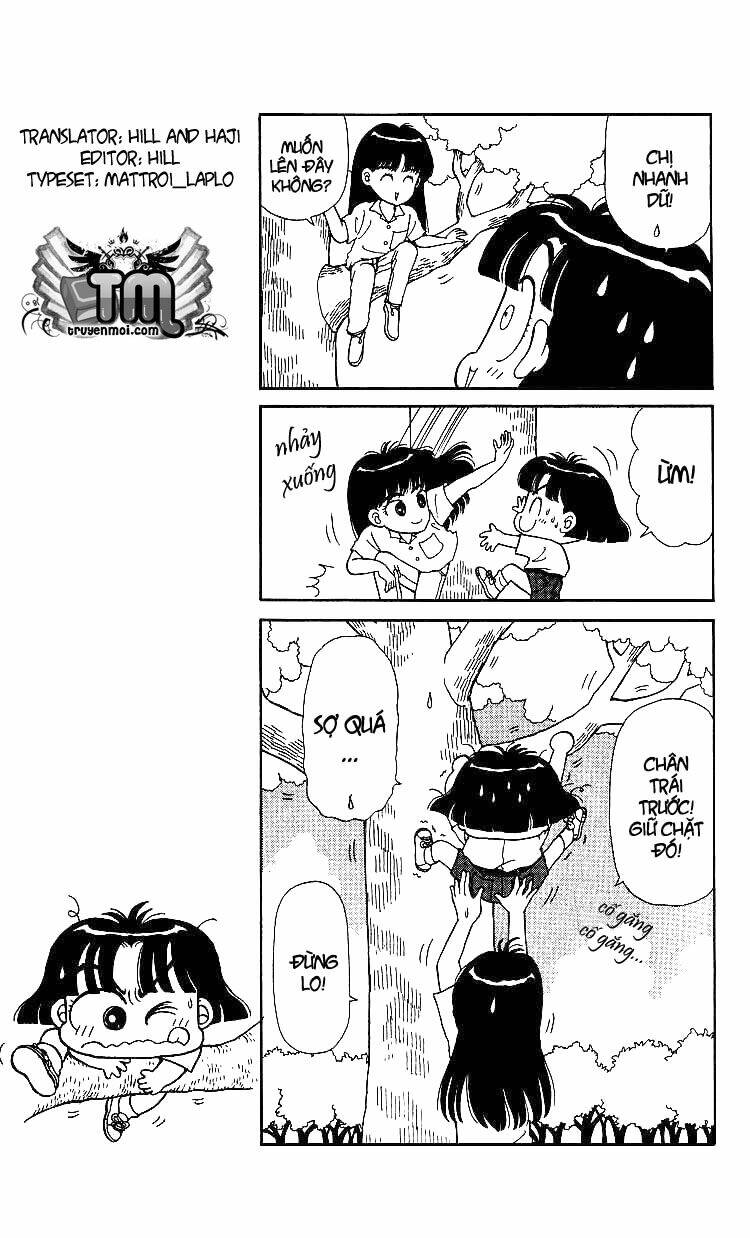 TRANSLATOR: HILL AND HAJI
EDITOR: HILL
TYPESET: MATTROI_LAPLO
TM
truyenmoi.com
CHỊ
NHANH
DỮ!
MUỐN
LÊN ĐÂY
KHÔNG?
ỪM!
nhảy
xuống
CHÂN
TRÁI
TRƯỚC!
GIỮ CHẶT
ĐÓ!
SỢ QUÁ
...
cố gắng
cố gắng...
ĐỪNG
LO!